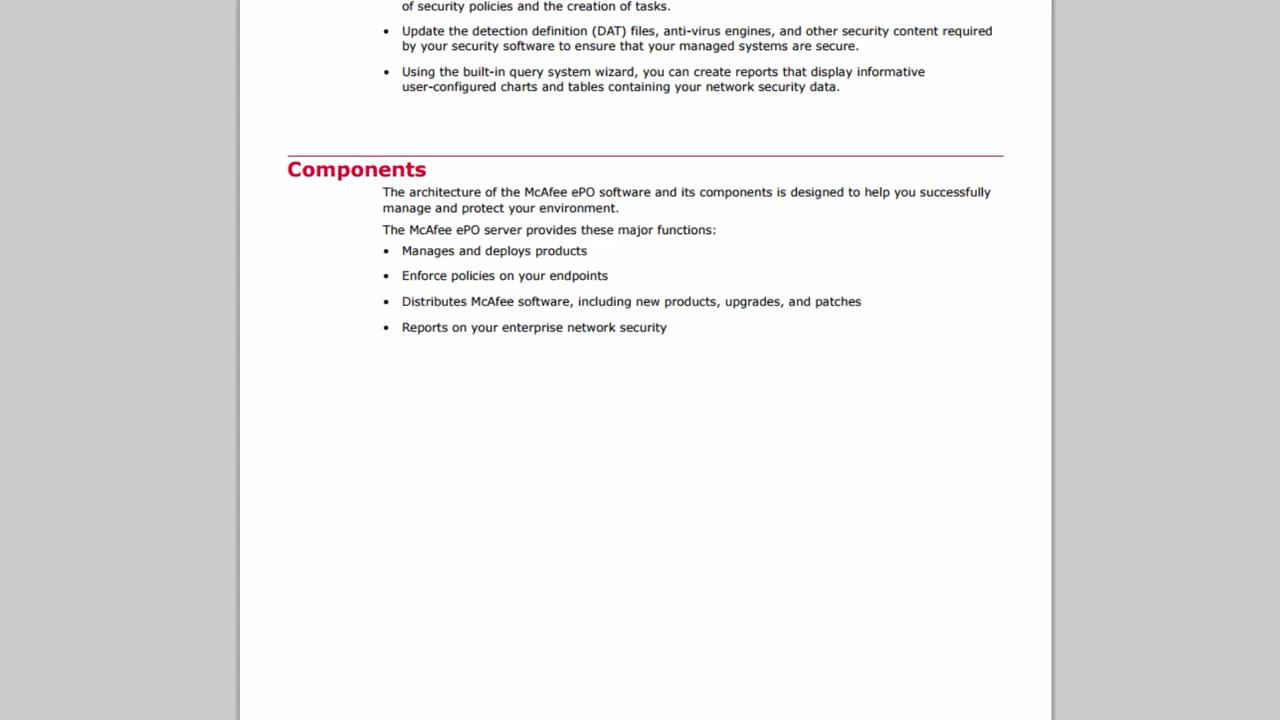 of security policies and the creation of tasks.
• Update the detection definition (DAT) files, anti-virus engines, and other security content required
by your security software to ensure that your managed systems are secure.
• Using the built-in query system wizard, you can create reports that display informative
user-configured charts and tables containing your network security data.
Components
The architecture of the McAfee ePO software and its components is designed to help you successfully
manage and protect your environment.
The McAfee ePO server provides these major functions:
• Manages and deploys products
• Enforce policies on your endpoints
• Distributes McAfee software, including new products, upgrades, and patches
• Reports on your enterprise network security